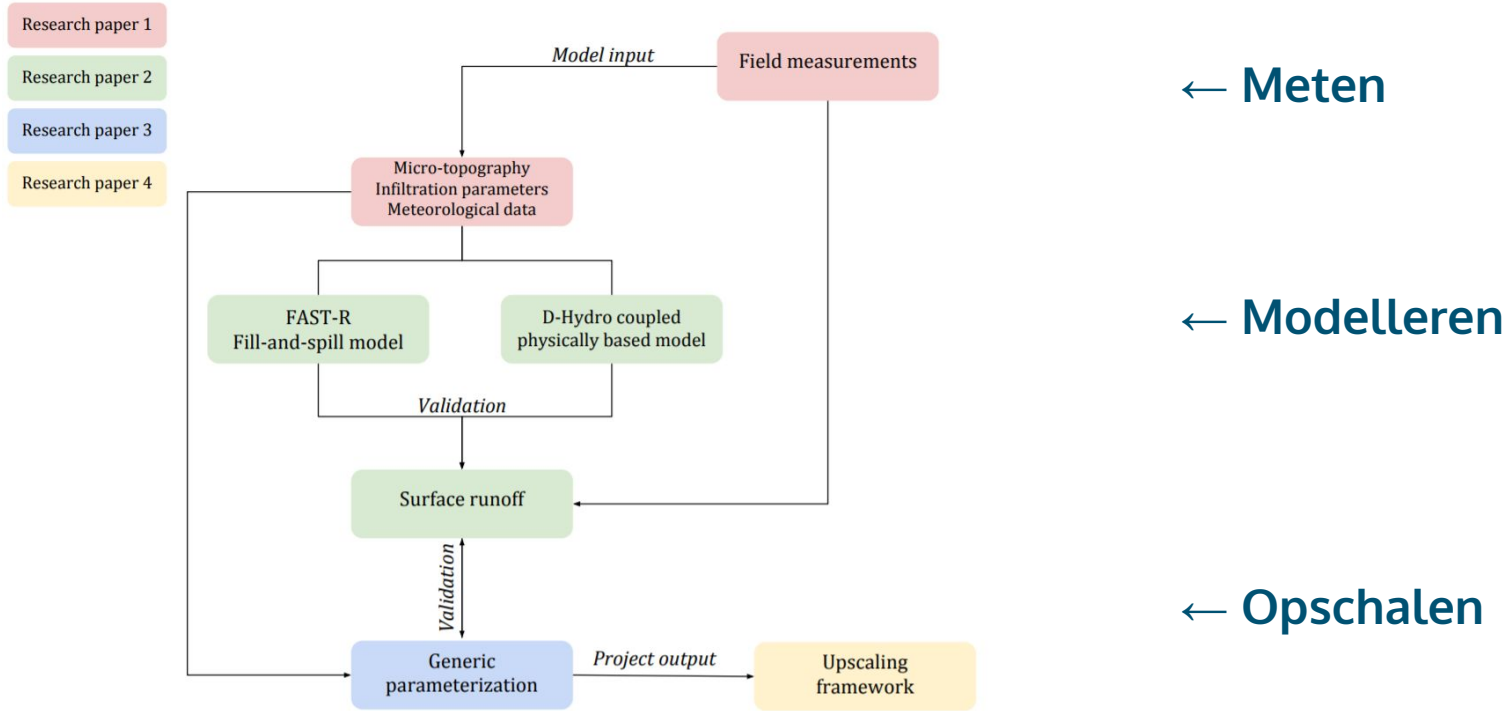 Research paper 1
Research paper 2
Research paper 3
Research paper 4
Model input
Field measurements
← Meten
Micro-topography
Infiltration parameters
Meteorological data
FAST-R
Fill-and-spill model
D-Hydro coupled
physically based model
← Modelleren
Validation
Surface runoff
Validation
← Opschalen
Generic
parameterization
Project output
Upscaling
framework